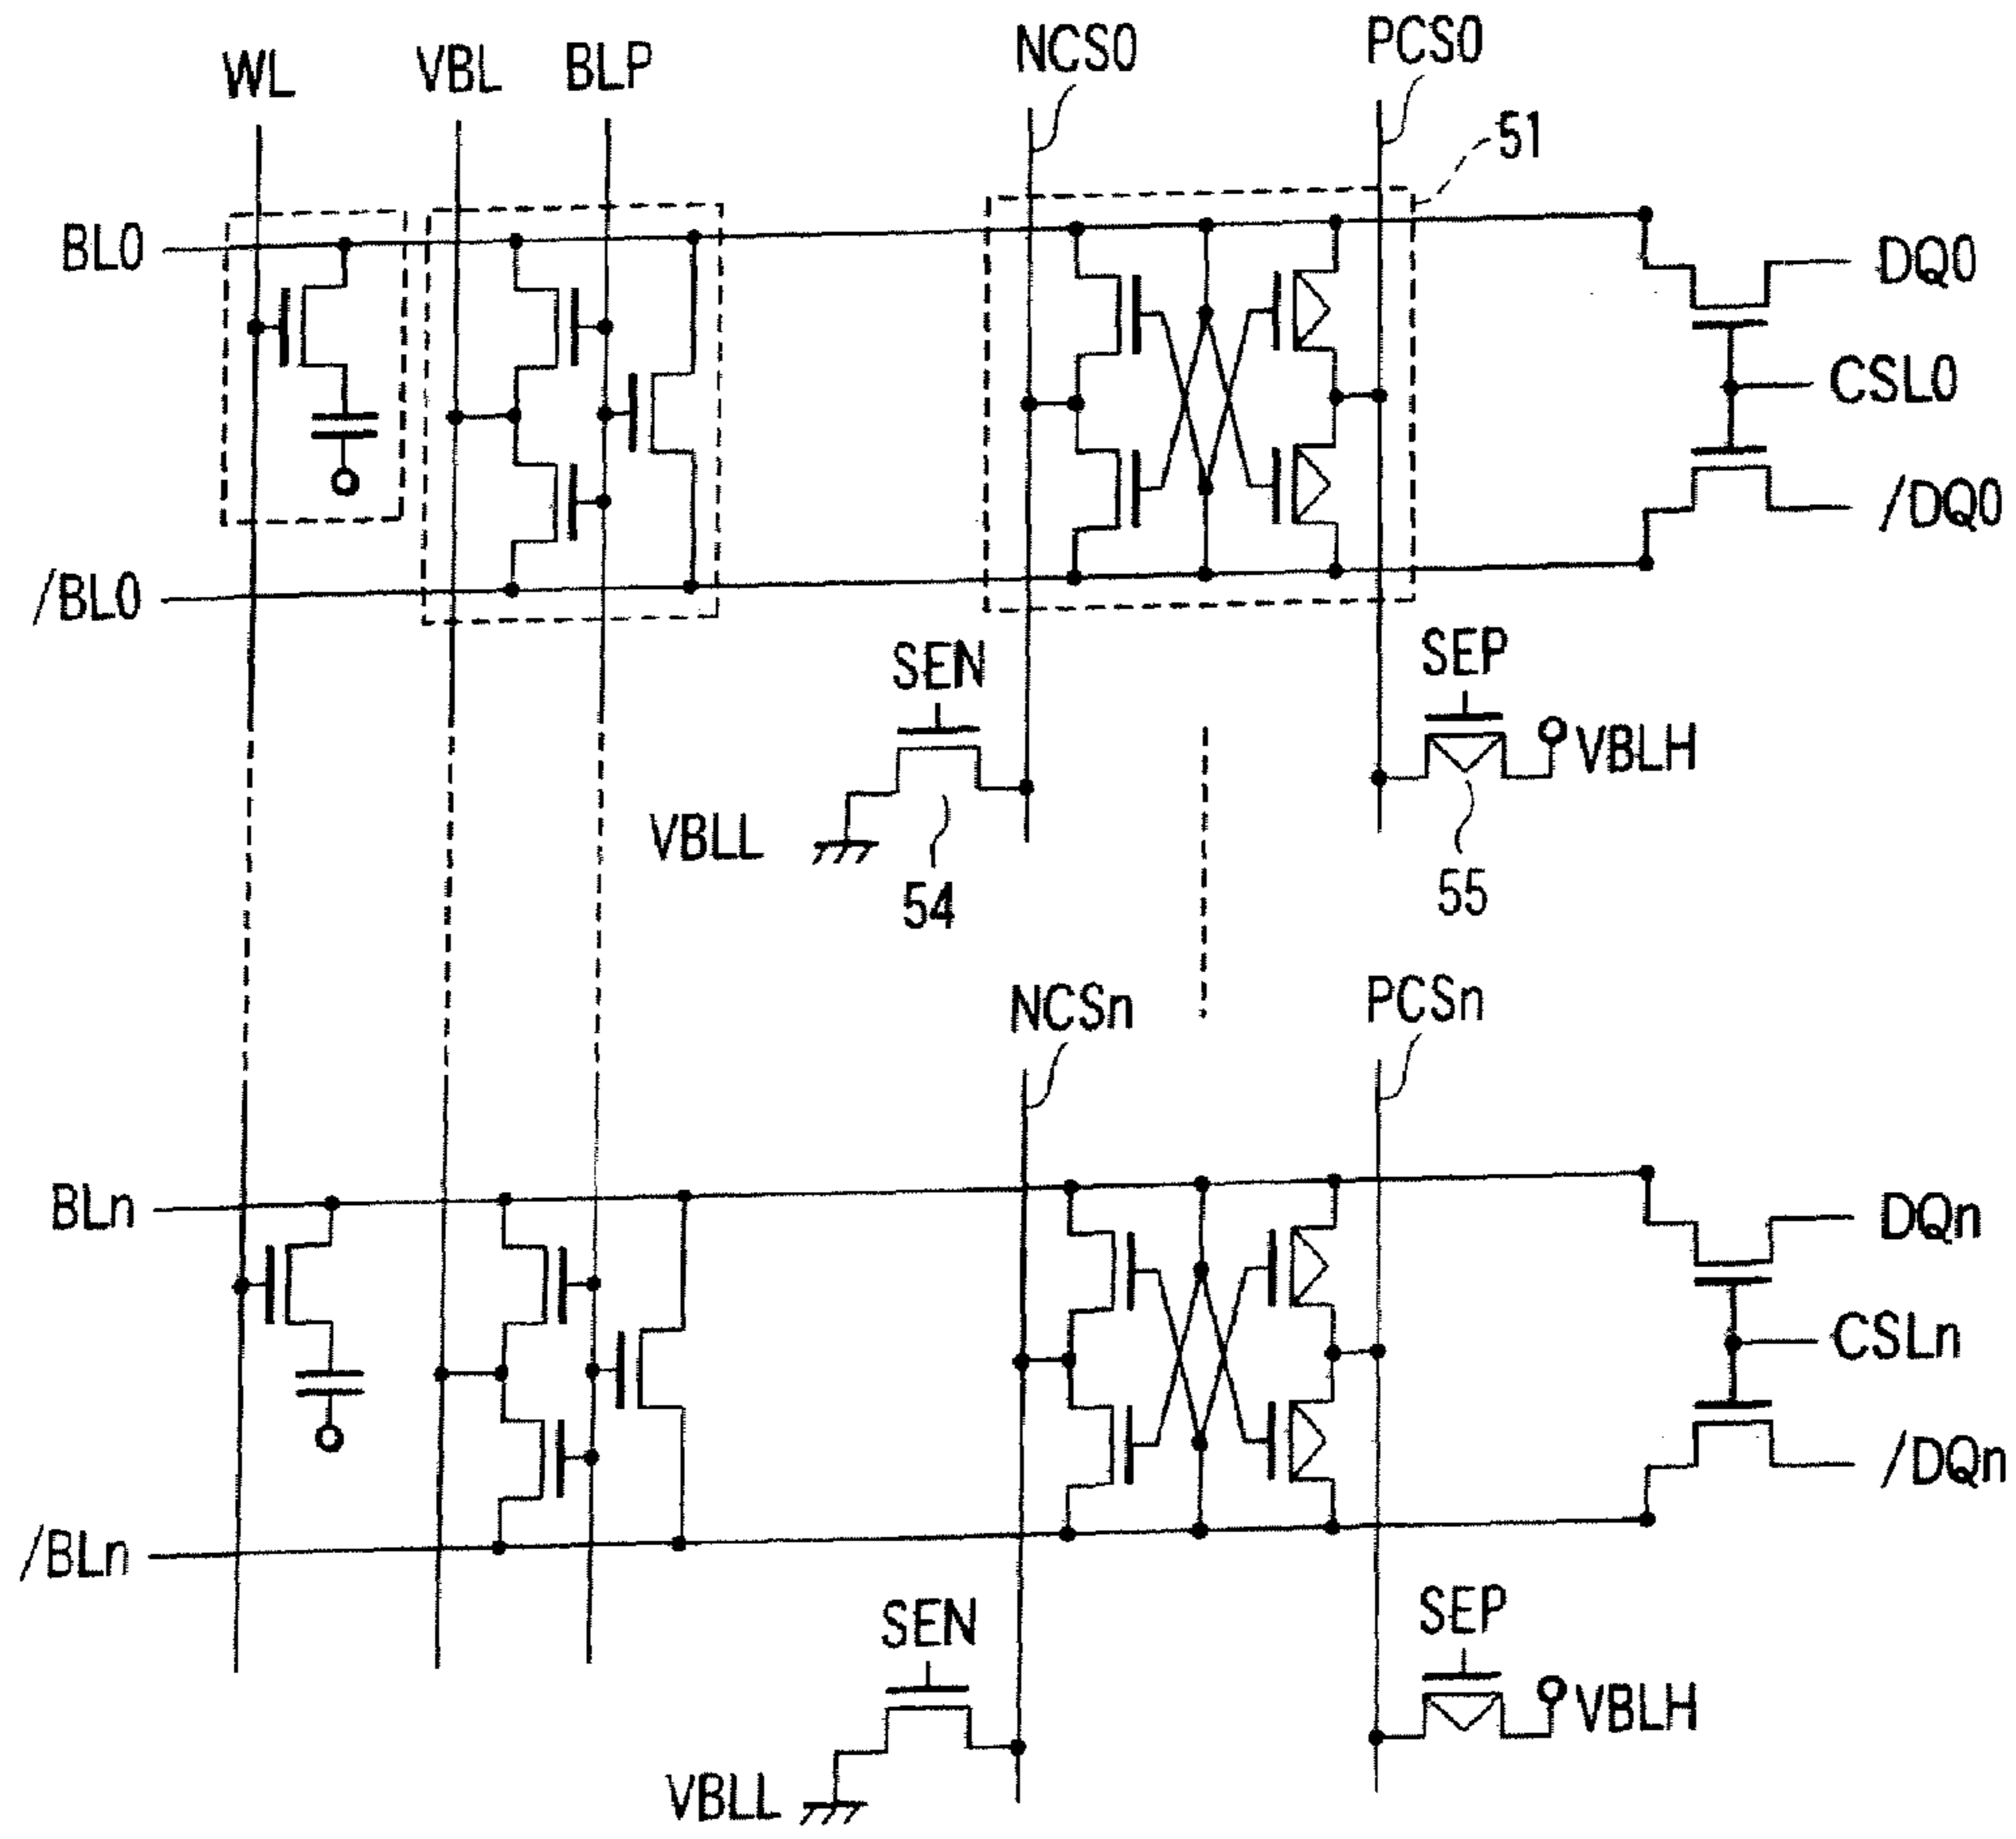 WL VBL BLP NCS0 PCS0
51
BL0 DQ0
CSL0
/BL0 /DQ0
SEN SEP
VBLL VBLH
54 55
NCSn PCSn
BLn DQn
CSLn
/BLn /DQn
SEN SEP
VBLL VBLH